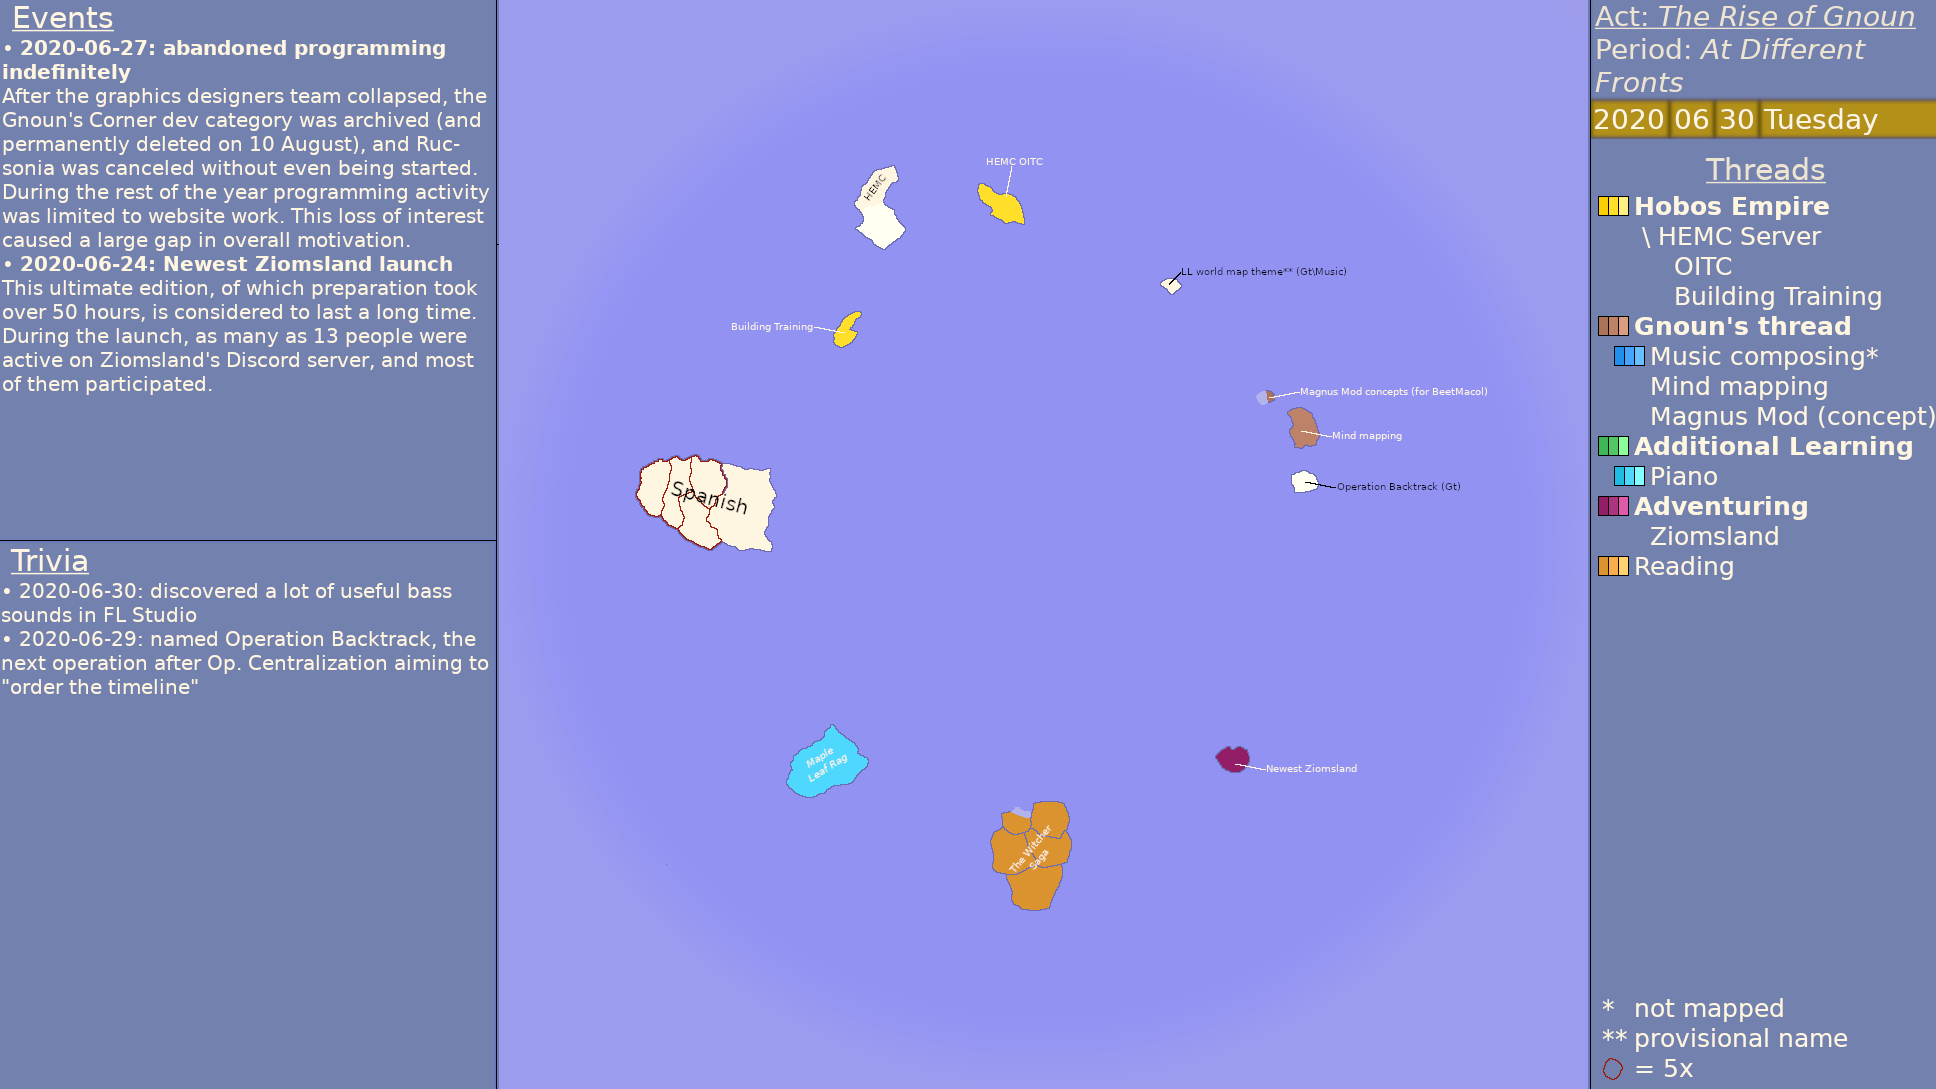 Events
• 2020-06-27: abandoned programming
indefinitely
After the graphics designers team collapsed, the
Gnoun's Corner dev category was archived (and
permanently deleted on 10 August), and Ruc-
sonia was canceled without even being started.
During the rest of the year programming activity
was limited to website work. This loss of interest
caused a large gap in overall motivation.
• 2020-06-24: Newest Ziomsland launch
This ultimate edition, of which preparation took
over 50 hours, is considered to last a long time.
During the launch, as many as 13 people were
active on Ziomsland's Discord server, and most
of them participated.
Trivia
• 2020-06-30: discovered a lot of useful bass
sounds in FL Studio
• 2020-06-29: named Operation Backtrack, the
next operation after Op. Centralization aiming to
"order the timeline"
HEMC
HEMC OITC
LL world map theme** (Gt\Music)
Building Training
Magnus Mod concepts (for BeetMacol)
Mind mapping
Operation Backtrack (Gt)
Spanish
Maple
Leaf Rag
Newest Ziomsland
The Witcher
Saga
Act: The Rise of Gnoun
Period: At Different
Fronts
2020 06 30 Tuesday
Threads
Hobos Empire
\ HEMC Server
OITC
Building Training
Gnoun's thread
Music composing*
Mind mapping
Magnus Mod (concept)
Additional Learning
Piano
Adventuring
Ziomsland
Reading
* not mapped
** provisional name
= 5x